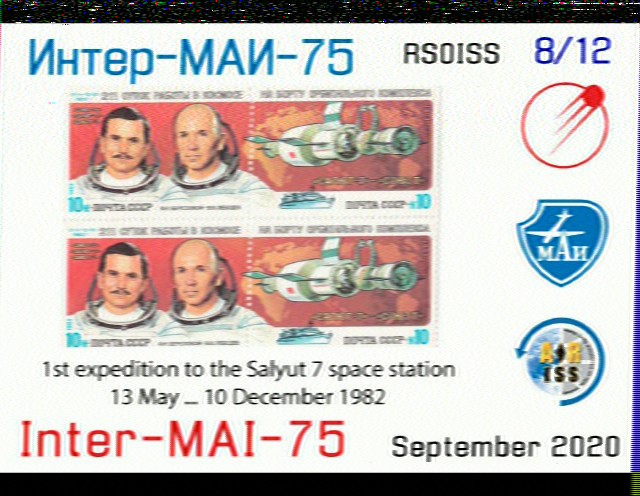 Интер-МАИ-75
RS0ISS 8/12
211 СУТОК РАБОТЫ В КОСМОСЕ НА БОРТУ ОРБИТАЛЬНОГО КОМПЛЕКСА
10к ПОЧТА СССР ПОЧТА СССР 10
211 СУТОК РАБОТЫ В КОСМОСЕ НА БОРТУ ОРБИТАЛЬНОГО КОМПЛЕКСА
10к ПОЧТА СССР ПОЧТА СССР 10
МАИ
ARISS
1st expedition to the Salyut 7 space station
13 May _ 10 December 1982
Inter-MAI-75
September 2020